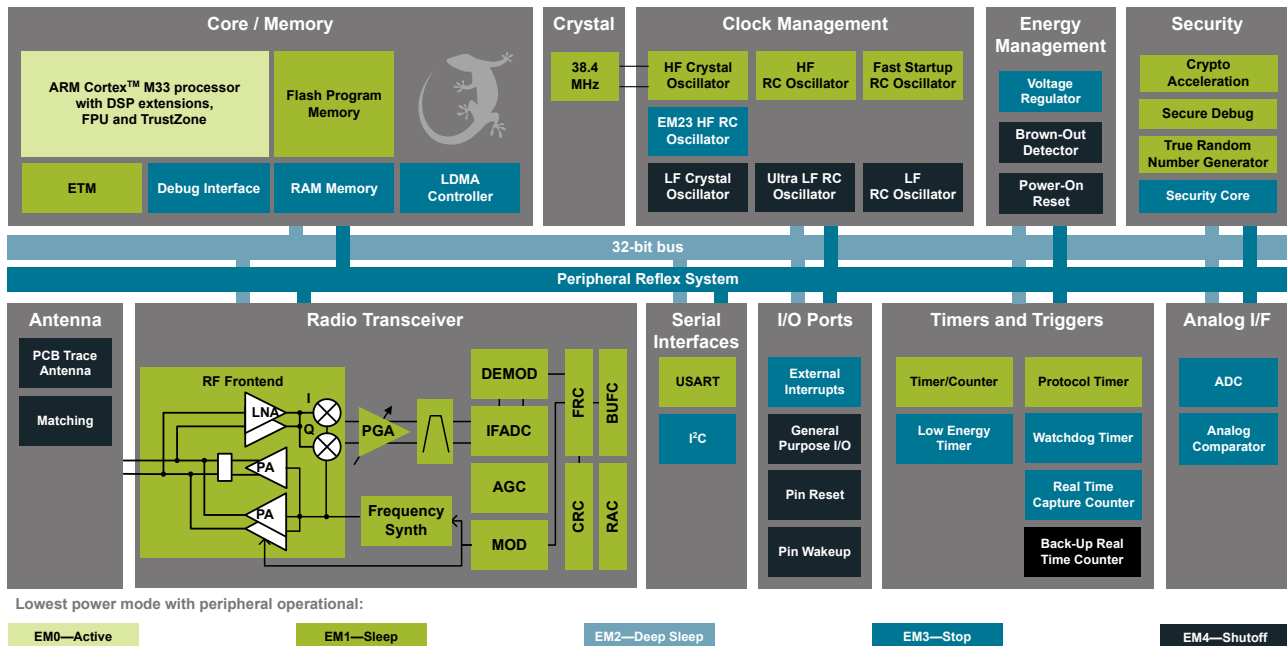 Core / Memory
ARM Cortex™ M33 processor
with DSP extensions,
FPU and TrustZone
Flash Program
Memory
ETM
Debug Interface
RAM Memory
LDMA
Controller
Crystal
38.4
MHz
Clock Management
HF Crystal
Oscillator
HF
RC Oscillator
Fast Startup
RC Oscillator
EM23 HF RC
Oscillator
LF Crystal
Oscillator
Ultra LF RC
Oscillator
LF
RC Oscillator
Energy
Management
Voltage
Regulator
Brown-Out
Detector
Power-On
Reset
Security
Crypto
Acceleration
Secure Debug
True Random
Number Generator
Security Core
32-bit bus
Peripheral Reflex System
Antenna
PCB Trace
Antenna
Matching
Radio Transceiver
RF Frontend
LNA
I
Q
PA
PA
PGA
Frequency
Synth
DEMOD
IFADC
AGC
MOD
FRC
BUFC
CRC
RAC
Serial
Interfaces
USART
I²C
I/O Ports
External
Interrupts
General
Purpose I/O
Pin Reset
Pin Wakeup
Timers and Triggers
Timer/Counter
Protocol Timer
Low Energy
Timer
Watchdog Timer
Real Time
Capture Counter
Back-Up Real
Time Counter
Analog I/F
ADC
Analog
Comparator
Lowest power mode with peripheral operational:
EM0—Active
EM1—Sleep
EM2—Deep Sleep
EM3—Stop
EM4—Shutoff